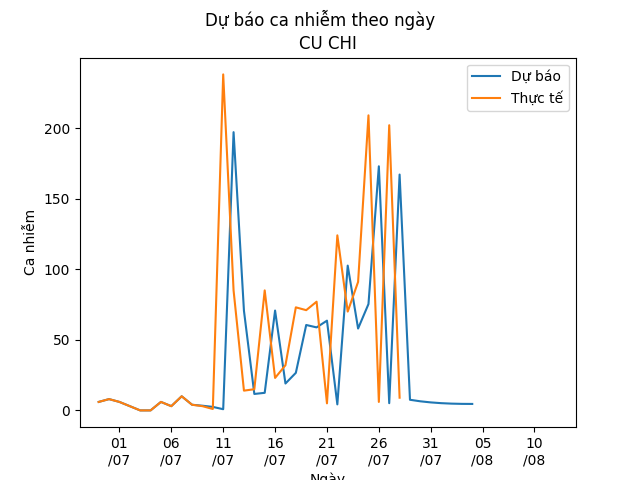 Dự báo ca nhiễm theo ngày
CU CHI
Dự báo
Thực tế
Ca nhiễm
200
150
100
50
0
01 06 11 16 21 26 31 05 10
/07 /07 /07 /07 /07 /07 /07 /08 /08
Ngày